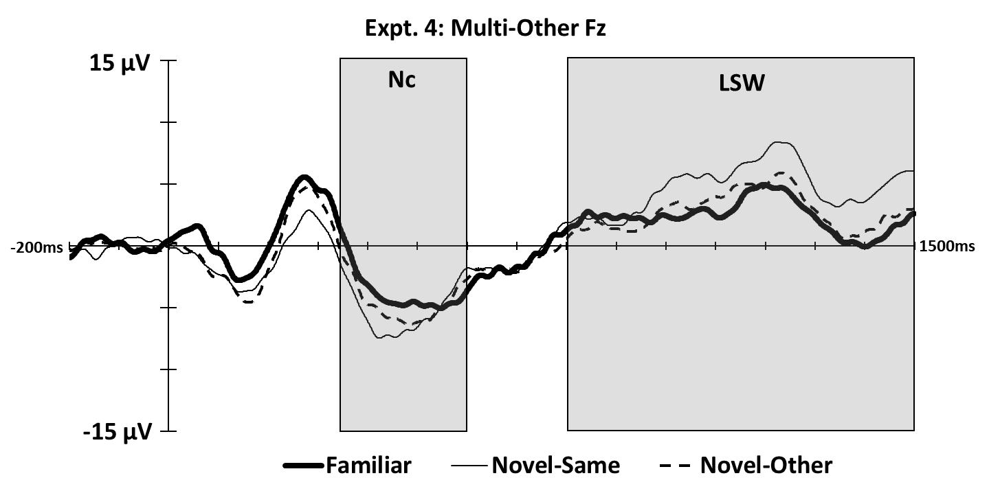 Expt. 4: Multi-Other Fz
15 µV
Nc
LSW
-200ms
1500ms
-15 µV
Familiar Novel-Same Novel-Other